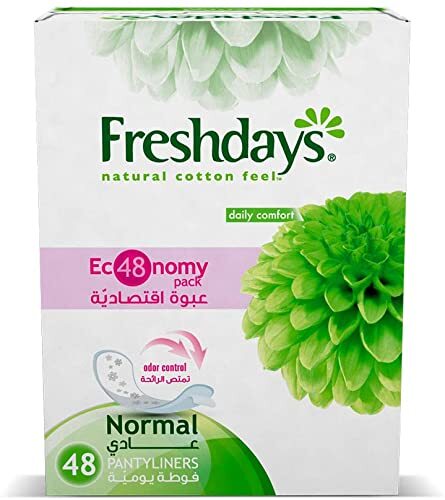 Freshdays®
natural cotton feel™
daily comfort
Ec48nomy
pack
عبوة اقتصاديّة
odor control
تمتص الرائحة
Normal
عادي
48 PANTYLINERS
فوطة يوميّة